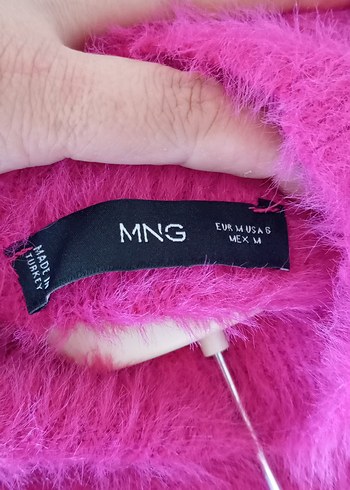 MADE IN
TURKEY
MNG
EUR M USA 6
MEX M